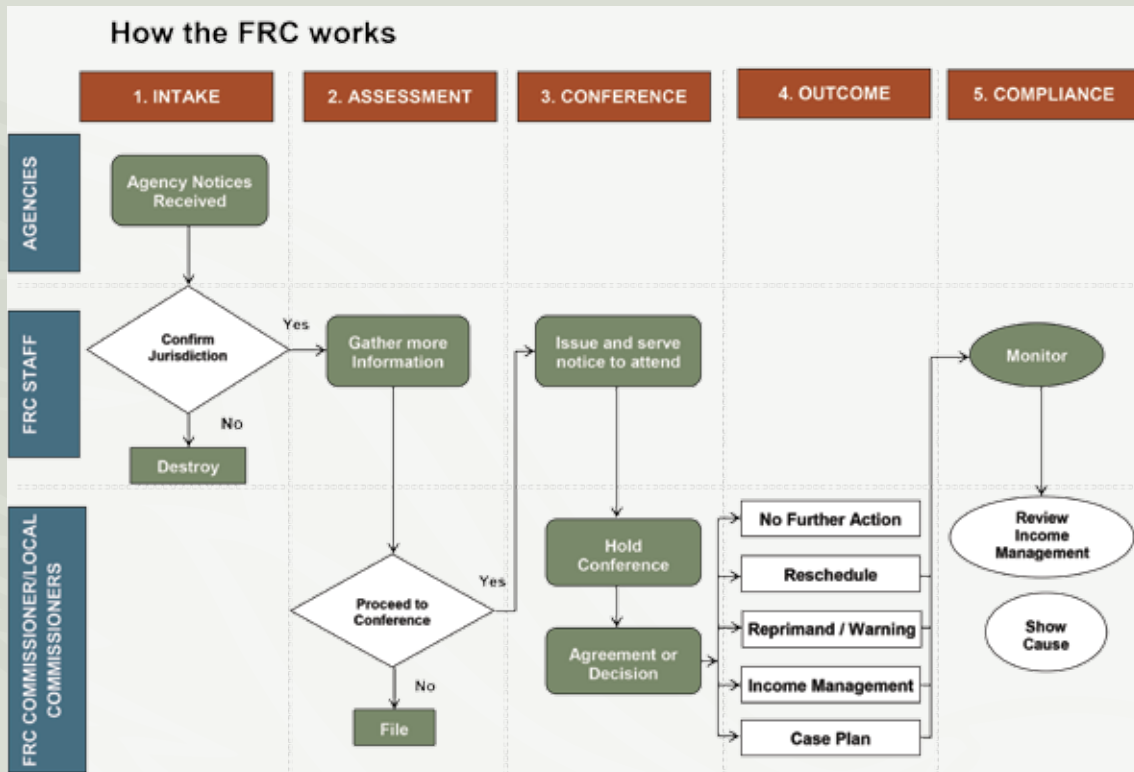 How the FRC works
1. INTAKE
2. ASSESSMENT
3. CONFERENCE
4. OUTCOME
5. COMPLIANCE
AGENCIES
Agency Notices
Received
FRC STAFF
Confirm
Jurisdiction
Yes
No
Destroy
Gather more
Information
Issue and serve
notice to attend
Monitor
FRC COMMISSIONER/LOCAL
COMMISSIONERS
Proceed to
Conference
Yes
No
File
Hold
Conference
Agreement or
Decision
No Further Action
Reschedule
Reprimand / Warning
Income Management
Case Plan
Review
Income
Management
Show
Cause